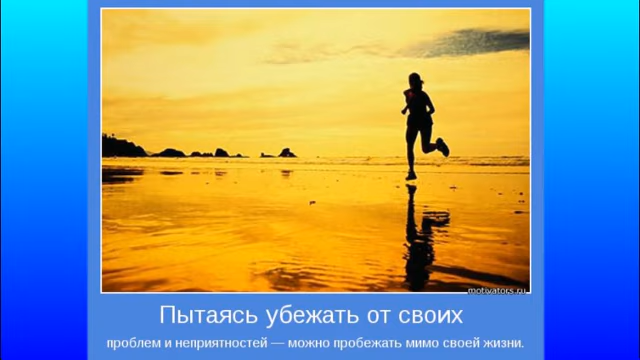 motivators.ru
Пытаясь убежать от своих
проблем и неприятностей — можно пробежать мимо своей жизни.